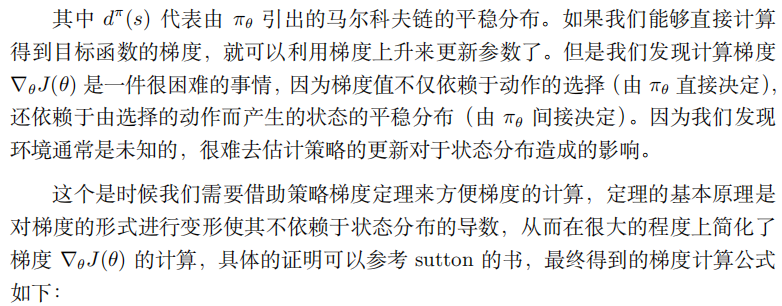 其中 dπ(s) 代表由 πθ 引出的马尔科夫链的平稳分布。如果我们能够直接计算
得到目标函数的梯度，就可以利用梯度上升来更新参数了。但是我们发现计算梯度
∇θJ(θ) 是一件很困难的事情，因为梯度值不仅依赖于动作的选择（由 πθ 直接决定），
还依赖于由选择的动作而产生的状态的平稳分布（由 πθ 间接决定）。因为我们发现
环境通常是未知的，很难去估计策略的更新对于状态分布造成的影响。
这个是时候我们需要借助策略梯度定理来方便梯度的计算，定理的基本原理是
对梯度的形式进行变形使其不依赖于状态分布的导数，从而在很大的程度上简化了
梯度 ∇θJ(θ) 的计算，具体的证明可以参考 sutton 的书，最终得到的梯度计算公式
如下：